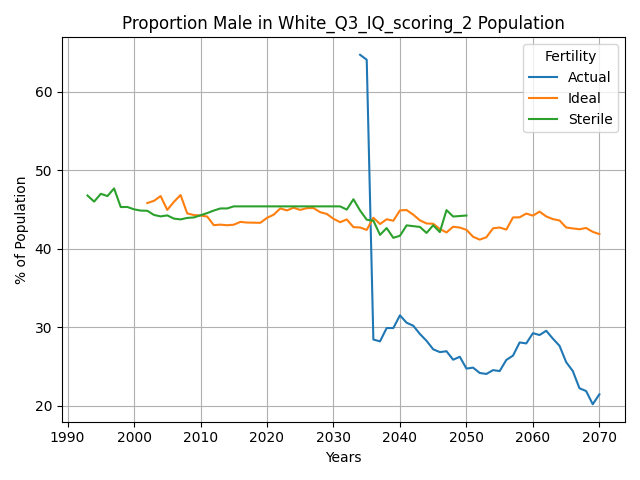 Proportion Male in White_Q3_IQ_scoring_2 Population
Fertility
Actual
Ideal
Sterile
% of Population
60
50
40
30
20
1990 2000 2010 2020 2030 2040 2050 2060 2070
Years